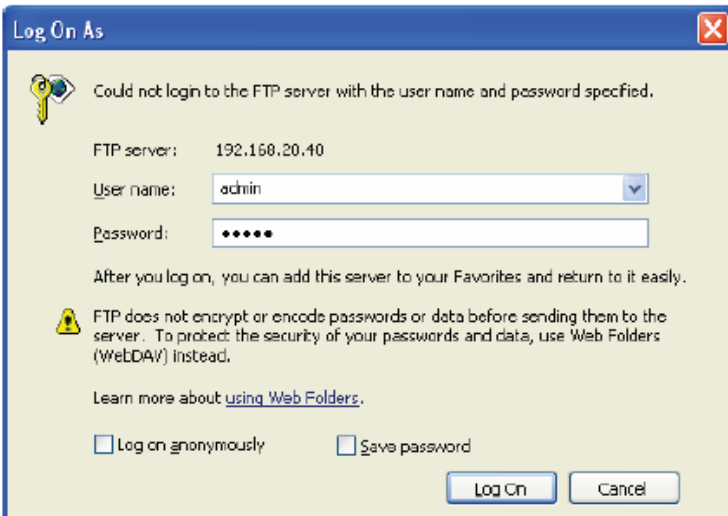 Log On As
Could not login to the FTP server with the user name and password specified.
FTP server: 192.168.20.40
User name: admin
Password: •••••
After you log on, you can add this server to your Favorites and return to it easily.
FTP does not encrypt or encode passwords or data before sending them to the
server. To protect the security of your passwords and data, use Web Folders
(WebDAV) instead.
Learn more about using Web Folders.
Log on anonymously Save password
Log On Cancel